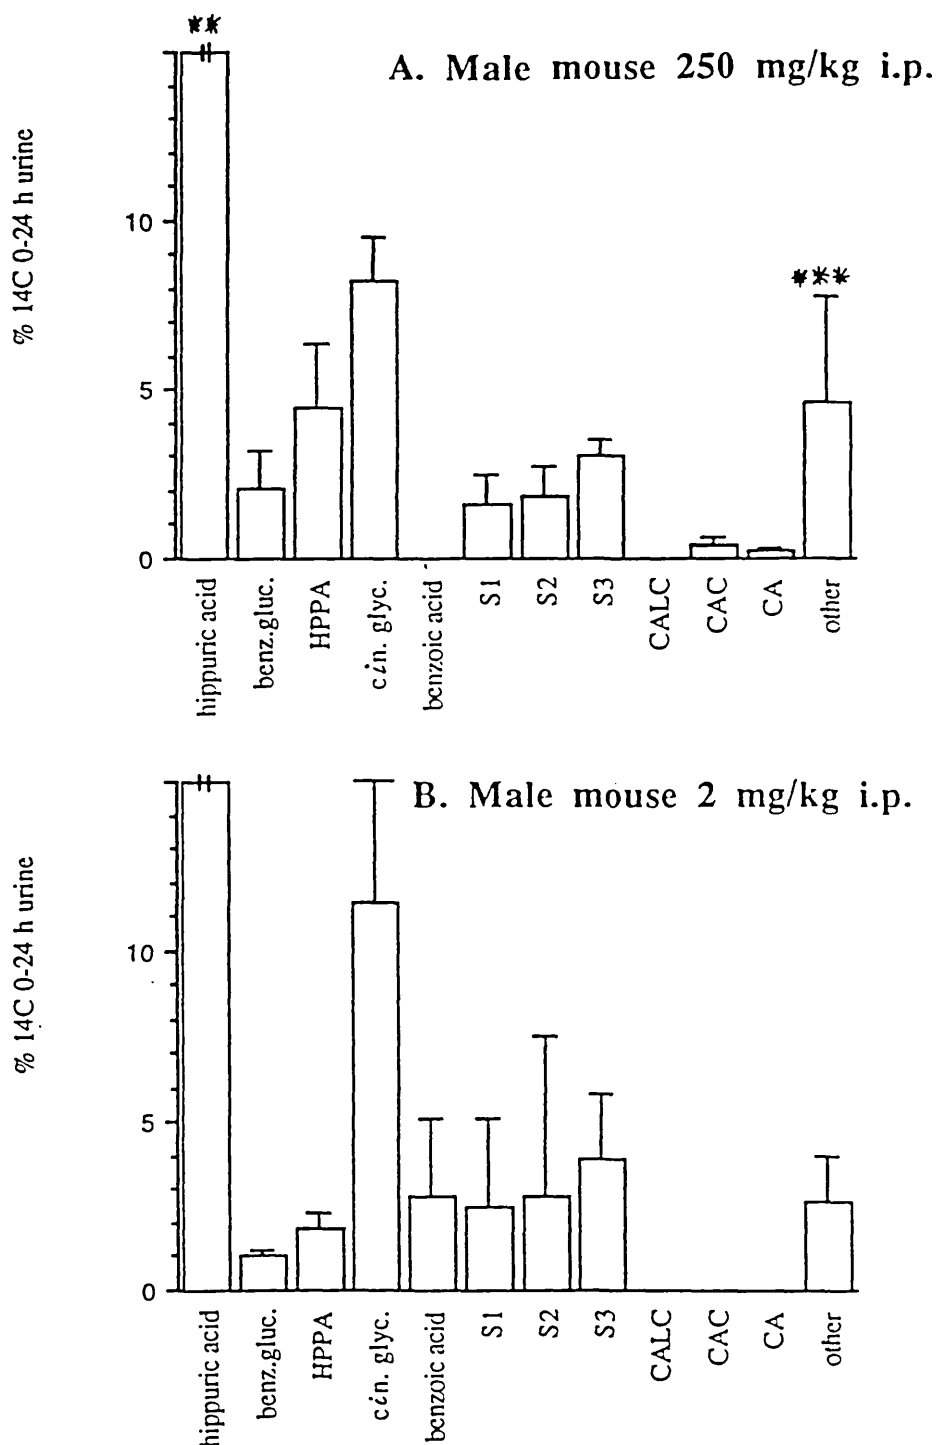 **
A. Male mouse 250 mg/kg i.p.
% 14C 0-24 h urine
10
5
0
***
hippuric acid
benz.gluc.
HPPA
cin. glyc.
benzoic acid
S1
S2
S3
CALC
CAC
CA
other
B. Male mouse 2 mg/kg i.p.
% 14C 0-24 h urine
10
5
0
hippuric acid
benz.gluc.
HPPA
cin. glyc.
benzoic acid
S1
S2
S3
CALC
CAC
CA
other